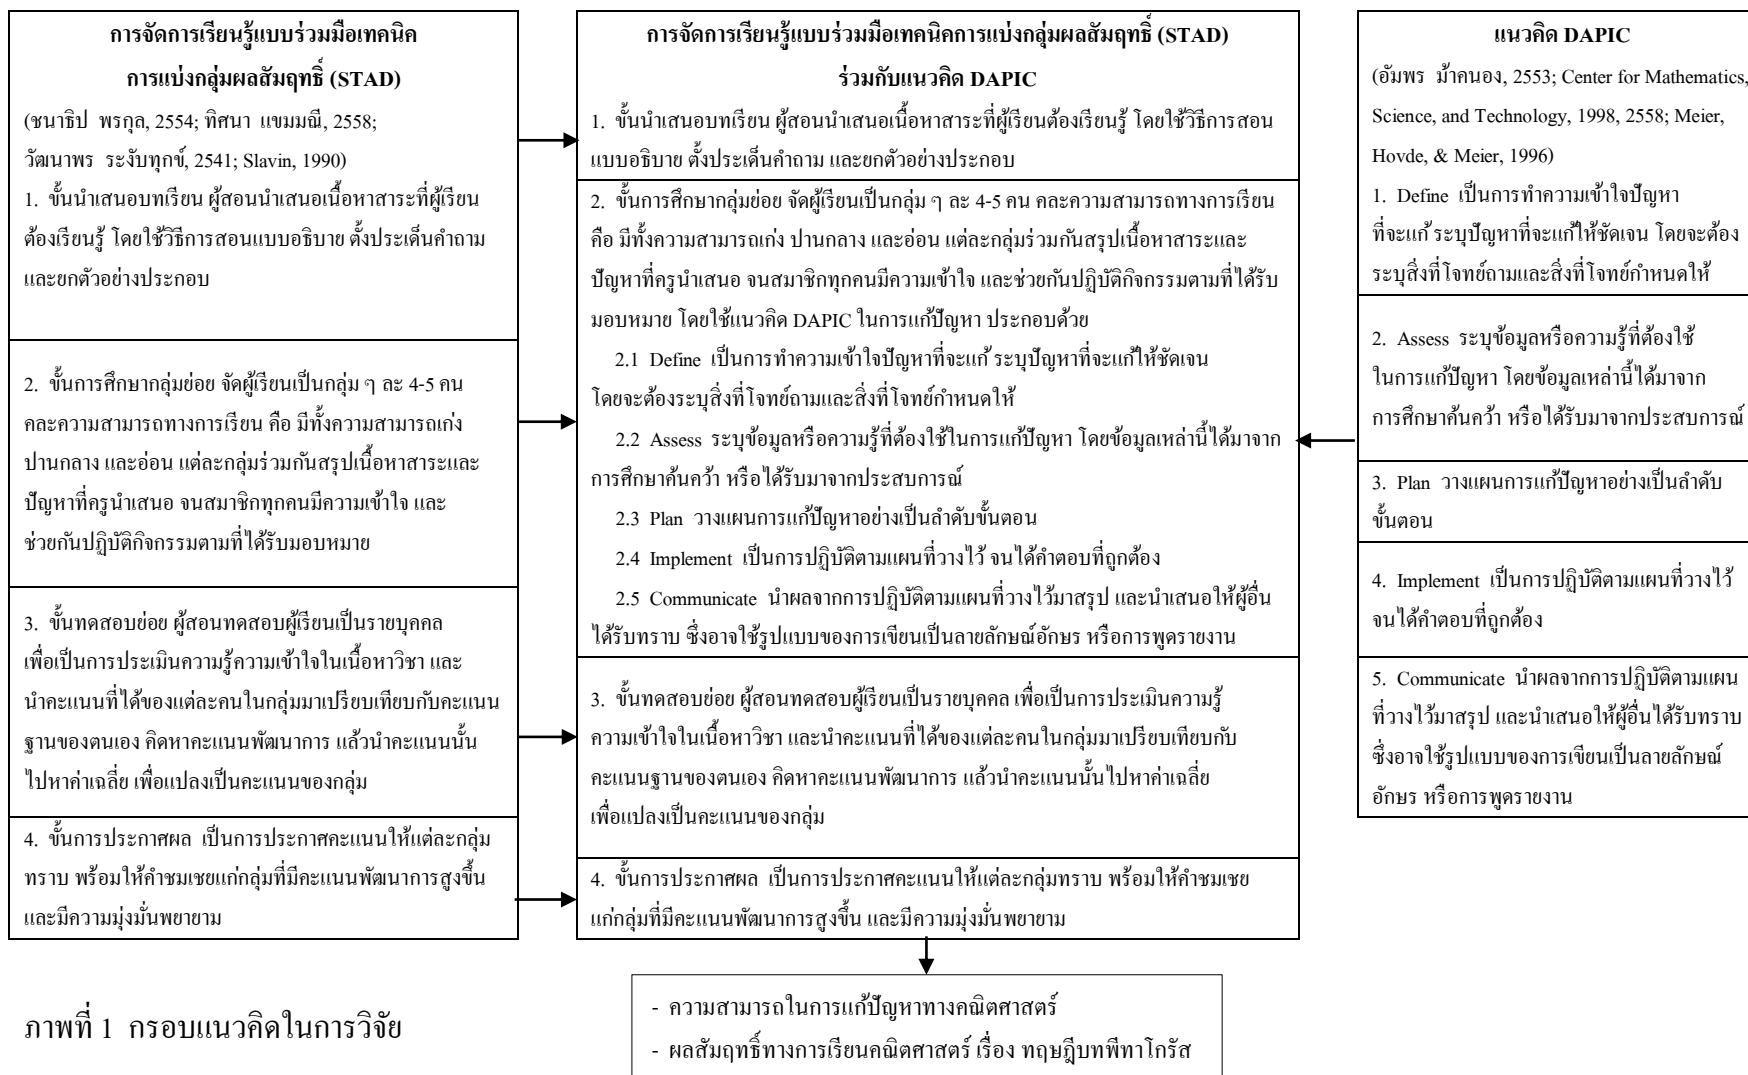 การจัดการเรียนรู้แบบร่วมมือเทคนิค
การแบ่งกลุ่มผลสัมฤทธิ์ (STAD)
(ชนาธิป พรกุล, 2554; ทิศนา แขมมณี, 2558;
วัฒนาพร ระงับทุกข์, 2541; Slavin, 1990)
1. ขั้นนำเสนอบทเรียน ผู้สอนนำเสนอเนื้อหาสาระที่ผู้เรียน
ต้องเรียนรู้ โดยใช้วิธีการสอนแบบอธิบาย ตั้งประเด็นคำถาม
และยกตัวอย่างประกอบ
2. ขั้นการศึกษากลุ่มย่อย จัดผู้เรียนเป็นกลุ่ม ๆ ละ 4-5 คน
คละความสามารถทางการเรียน คือ มีทั้งความสามารถเก่ง
ปานกลาง และอ่อน แต่ละกลุ่มร่วมกันสรุปเนื้อหาสาระและ
ปัญหาที่ครูนำเสนอ จนสมาชิกทุกคนมีความเข้าใจ และ
ช่วยกันปฏิบัติกิจกรรมตามที่ได้รับมอบหมาย
3. ขั้นทดสอบย่อย ผู้สอนทดสอบผู้เรียนเป็นรายบุคคล
เพื่อเป็นการประเมินความรู้ความเข้าใจในเนื้อหาวิชา และ
นำคะแนนที่ได้ของแต่ละคนในกลุ่มมาเปรียบเทียบกับคะแนน
ฐานของตนเอง คิดหาคะแนนพัฒนาการ แล้วนำคะแนนนั้น
ไปหาค่าเฉลี่ย เพื่อแปลงเป็นคะแนนของกลุ่ม
4. ขั้นการประกาศผล เป็นการประกาศคะแนนให้แต่ละกลุ่ม
ทราบ พร้อมให้คำชมเชยแก่กลุ่มที่มีคะแนนพัฒนาการสูงขึ้น
และมีความมุ่งมั่นพยายาม
การจัดการเรียนรู้แบบร่วมมือเทคนิคการแบ่งกลุ่มผลสัมฤทธิ์ (STAD)
ร่วมกับแนวคิด DAPIC
1. ขั้นนำเสนอบทเรียน ผู้สอนนำเสนอเนื้อหาสาระที่ผู้เรียนต้องเรียนรู้ โดยใช้วิธีการสอน
แบบอธิบาย ตั้งประเด็นคำถาม และยกตัวอย่างประกอบ
2. ขั้นการศึกษากลุ่มย่อย จัดผู้เรียนเป็นกลุ่ม ๆ ละ 4-5 คน คละความสามารถทางการเรียน
คือ มีทั้งความสามารถเก่ง ปานกลาง และอ่อน แต่ละกลุ่มร่วมกันสรุปเนื้อหาสาระและ
ปัญหาที่ครูนำเสนอ จนสมาชิกทุกคนมีความเข้าใจ และช่วยกันปฏิบัติกิจกรรมตามที่ได้รับ
มอบหมาย โดยใช้แนวคิด DAPIC ในการแก้ปัญหา ประกอบด้วย
2.1 Define เป็นการทำความเข้าใจปัญหาที่จะแก้ ระบุปัญหาที่จะแก้ให้ชัดเจน
โดยจะต้องระบุสิ่งที่โจทย์ถามและสิ่งที่โจทย์กำหนดให้
2.2 Assess ระบุข้อมูลหรือความรู้ที่ต้องใช้ในการแก้ปัญหา โดยข้อมูลเหล่านี้ได้มาจาก
การศึกษาค้นคว้า หรือได้รับมาจากประสบการณ์
2.3 Plan วางแผนการแก้ปัญหาอย่างเป็นลำดับขั้นตอน
2.4 Implement เป็นการปฏิบัติตามแผนที่วางไว้ จนได้คำตอบที่ถูกต้อง
2.5 Communicate นำผลจากการปฏิบัติตามแผนที่วางไว้มาสรุป และนำเสนอให้ผู้อื่น
ได้รับทราบ ซึ่งอาจใช้รูปแบบของการเขียนเป็นลายลักษณ์อักษร หรือการพูดรายงาน
3. ขั้นทดสอบย่อย ผู้สอนทดสอบผู้เรียนเป็นรายบุคคล เพื่อเป็นการประเมินความรู้
ความเข้าใจในเนื้อหาวิชา และนำคะแนนที่ได้ของแต่ละคนในกลุ่มมาเปรียบเทียบกับ
คะแนนฐานของตนเอง คิดหาคะแนนพัฒนาการ แล้วนำคะแนนนั้นไปหาค่าเฉลี่ย
เพื่อแปลงเป็นคะแนนของกลุ่ม
4. ขั้นการประกาศผล เป็นการประกาศคะแนนให้แต่ละกลุ่มทราบ พร้อมให้คำชมเชย
แก่กลุ่มที่มีคะแนนพัฒนาการสูงขึ้น และมีความมุ่งมั่นพยายาม
แนวคิด DAPIC
(อัมพร ม้าคนอง, 2553; Center for Mathematics,
Science, and Technology, 1998, 2558; Meier,
Hovde, & Meier, 1996)
1. Define เป็นการทำความเข้าใจปัญหา
ที่จะแก้ ระบุปัญหาที่จะแก้ให้ชัดเจน โดยจะต้อง
ระบุสิ่งที่โจทย์ถามและสิ่งที่โจทย์กำหนดให้
2. Assess ระบุข้อมูลหรือความรู้ที่ต้องใช้
ในการแก้ปัญหา โดยข้อมูลเหล่านี้ได้มาจาก
การศึกษาค้นคว้า หรือได้รับมาจากประสบการณ์
3. Plan วางแผนการแก้ปัญหาอย่างเป็นลำดับ
ขั้นตอน
4. Implement เป็นการปฏิบัติตามแผนที่วางไว้
จนได้คำตอบที่ถูกต้อง
5. Communicate นำผลจากการปฏิบัติตามแผน
ที่วางไว้มาสรุป และนำเสนอให้ผู้อื่นได้รับทราบ
ซึ่งอาจใช้รูปแบบของการเขียนเป็นลายลักษณ์
อักษร หรือการพูดรายงาน
- ความสามารถในการแก้ปัญหาทางคณิตศาสตร์
- ผลสัมฤทธิ์ทางการเรียนคณิตศาสตร์ เรื่อง ทฤษฎีบทพีทาโกรัส
ภาพที่ 1 กรอบแนวคิดในการวิจัย